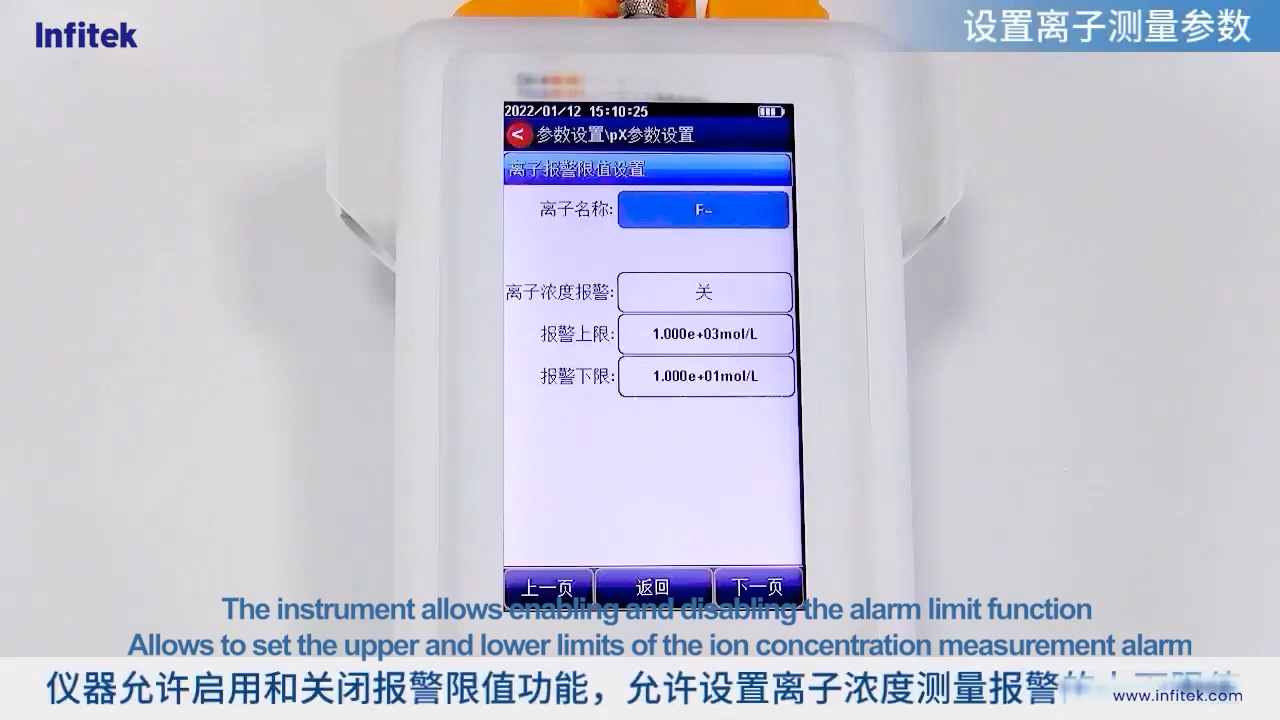 Infitek
设置离子测量参数
2022/01/12 15:10:25
< 参数设置\pX参数设置
离子报警限值设置
离子名称: F-
离子浓度报警: 关
报警上限: 1.000e+03mol/L
报警下限: 1.000e+01mol/L
上一页 返回 下一页
The instrument allows enabling and disabling the alarm limit function
Allows to set the upper and lower limits of the ion concentration measurement alarm
仪器允许启用和关闭报警限值功能，允许设置离子浓度测量报警
www.infitek.com